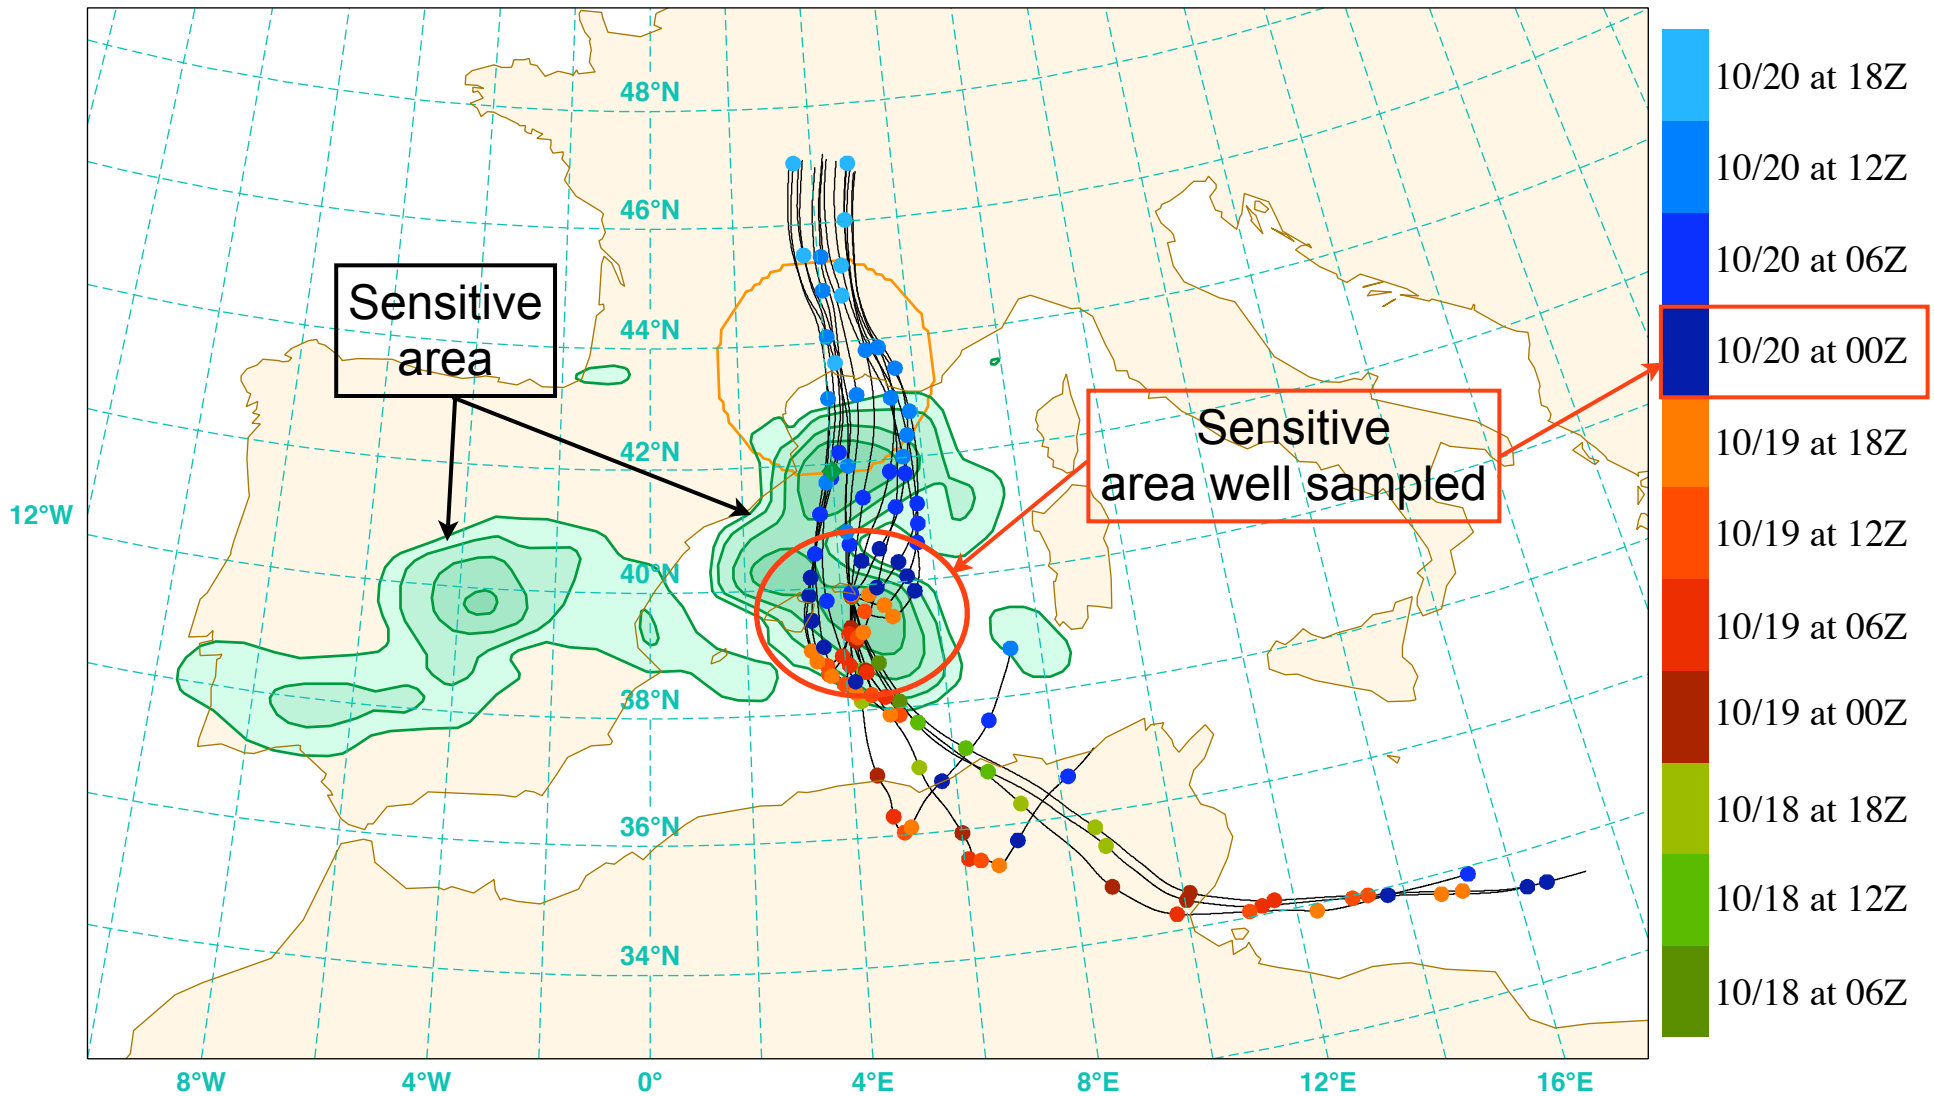 48°N
46°N
44°N
42°N
40°N
38°N
36°N
34°N
12°W
8°W
4°W
0°
4°E
8°E
12°E
16°E
Sensitive
area
Sensitive
area well sampled
10/20 at 18Z
10/20 at 12Z
10/20 at 06Z
10/20 at 00Z
10/19 at 18Z
10/19 at 12Z
10/19 at 06Z
10/19 at 00Z
10/18 at 18Z
10/18 at 12Z
10/18 at 06Z